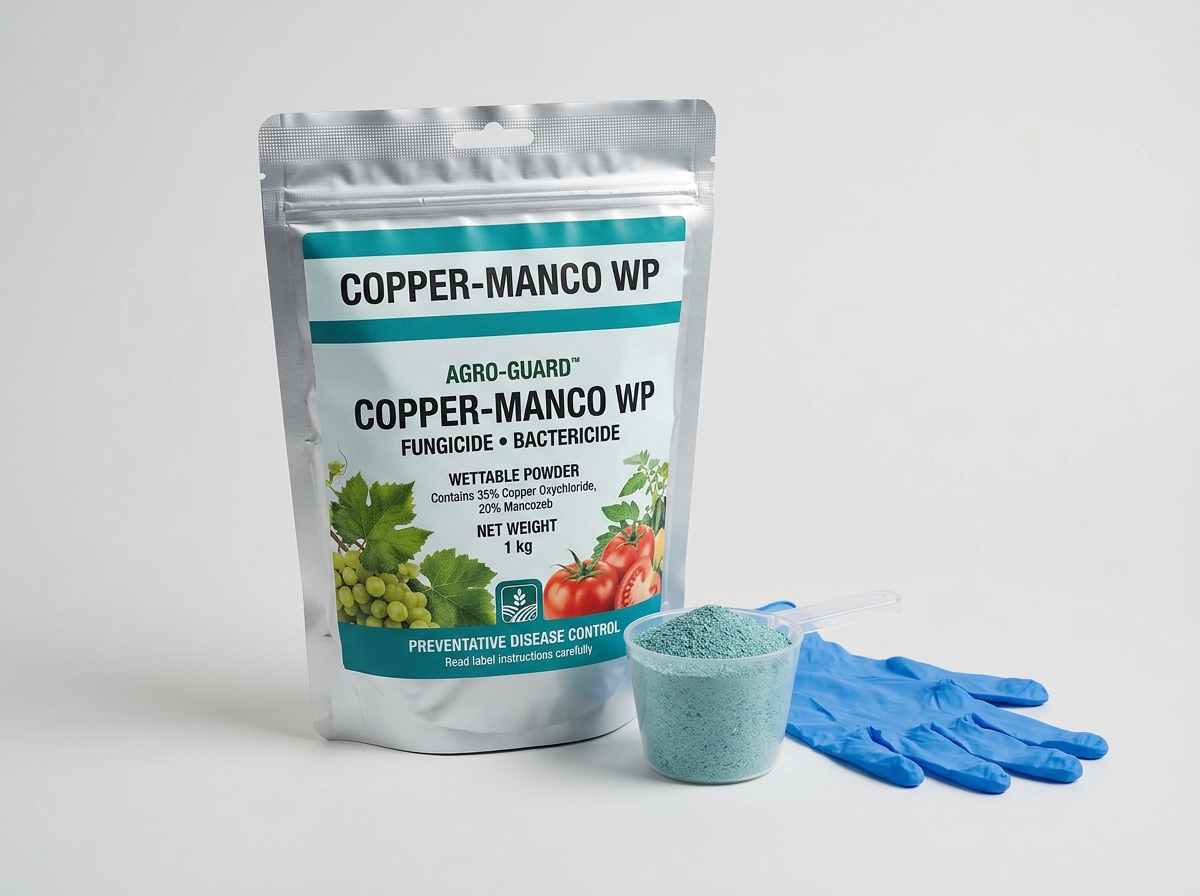 COPPER-MANCO WP
AGRO-GUARD™
COPPER-MANCO WP
FUNGICIDE • BACTERICIDE
WETTABLE POWDER
Contains 35% Copper Oxychloride,
20% Mancozeb
NET WEIGHT
1 kg
PREVENTATIVE DISEASE CONTROL
Read label instructions carefully